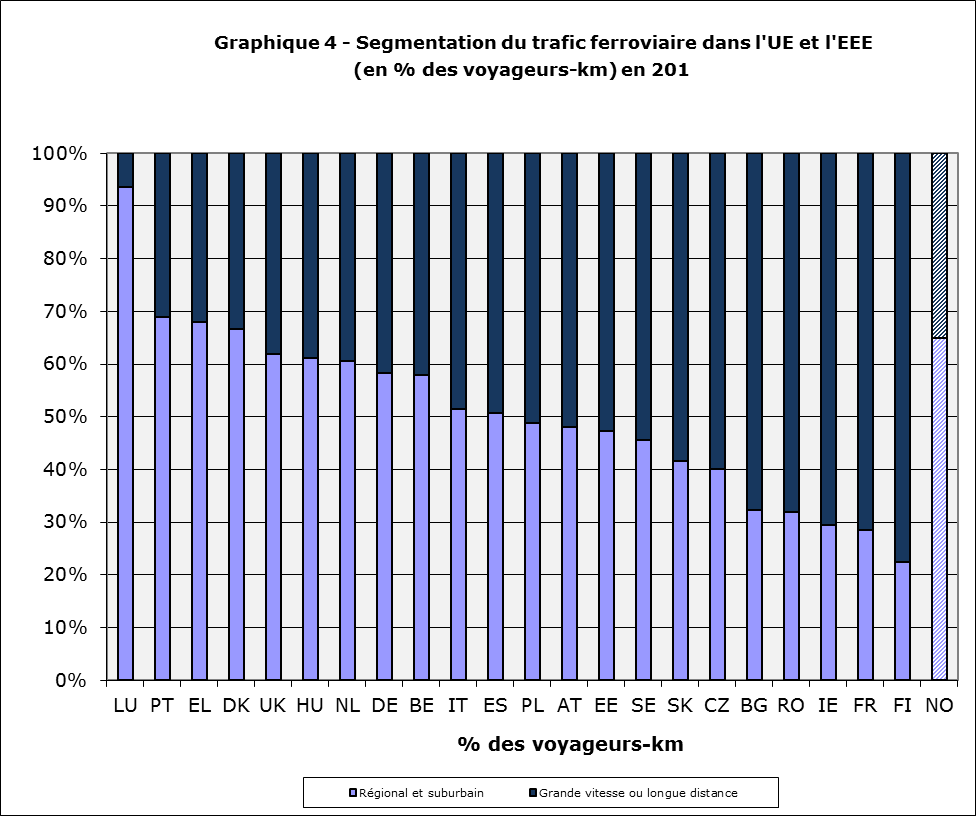 Graphique 4 - Segmentation du trafic ferroviaire dans l'UE et l'EEE
(en % des voyageurs-km) en 201
100%
90%
80%
70%
60%
50%
40%
30%
20%
10%
0%
LU PT EL DK UK HU NL DE BE IT ES PL AT EE SE SK CZ BG RO IE FR FI NO
% des voyageurs-km
Régional et suburbain Grande vitesse ou longue distance